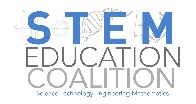 STEM
EDUCATION
COALITION
Science Technology Engineering Mathematics